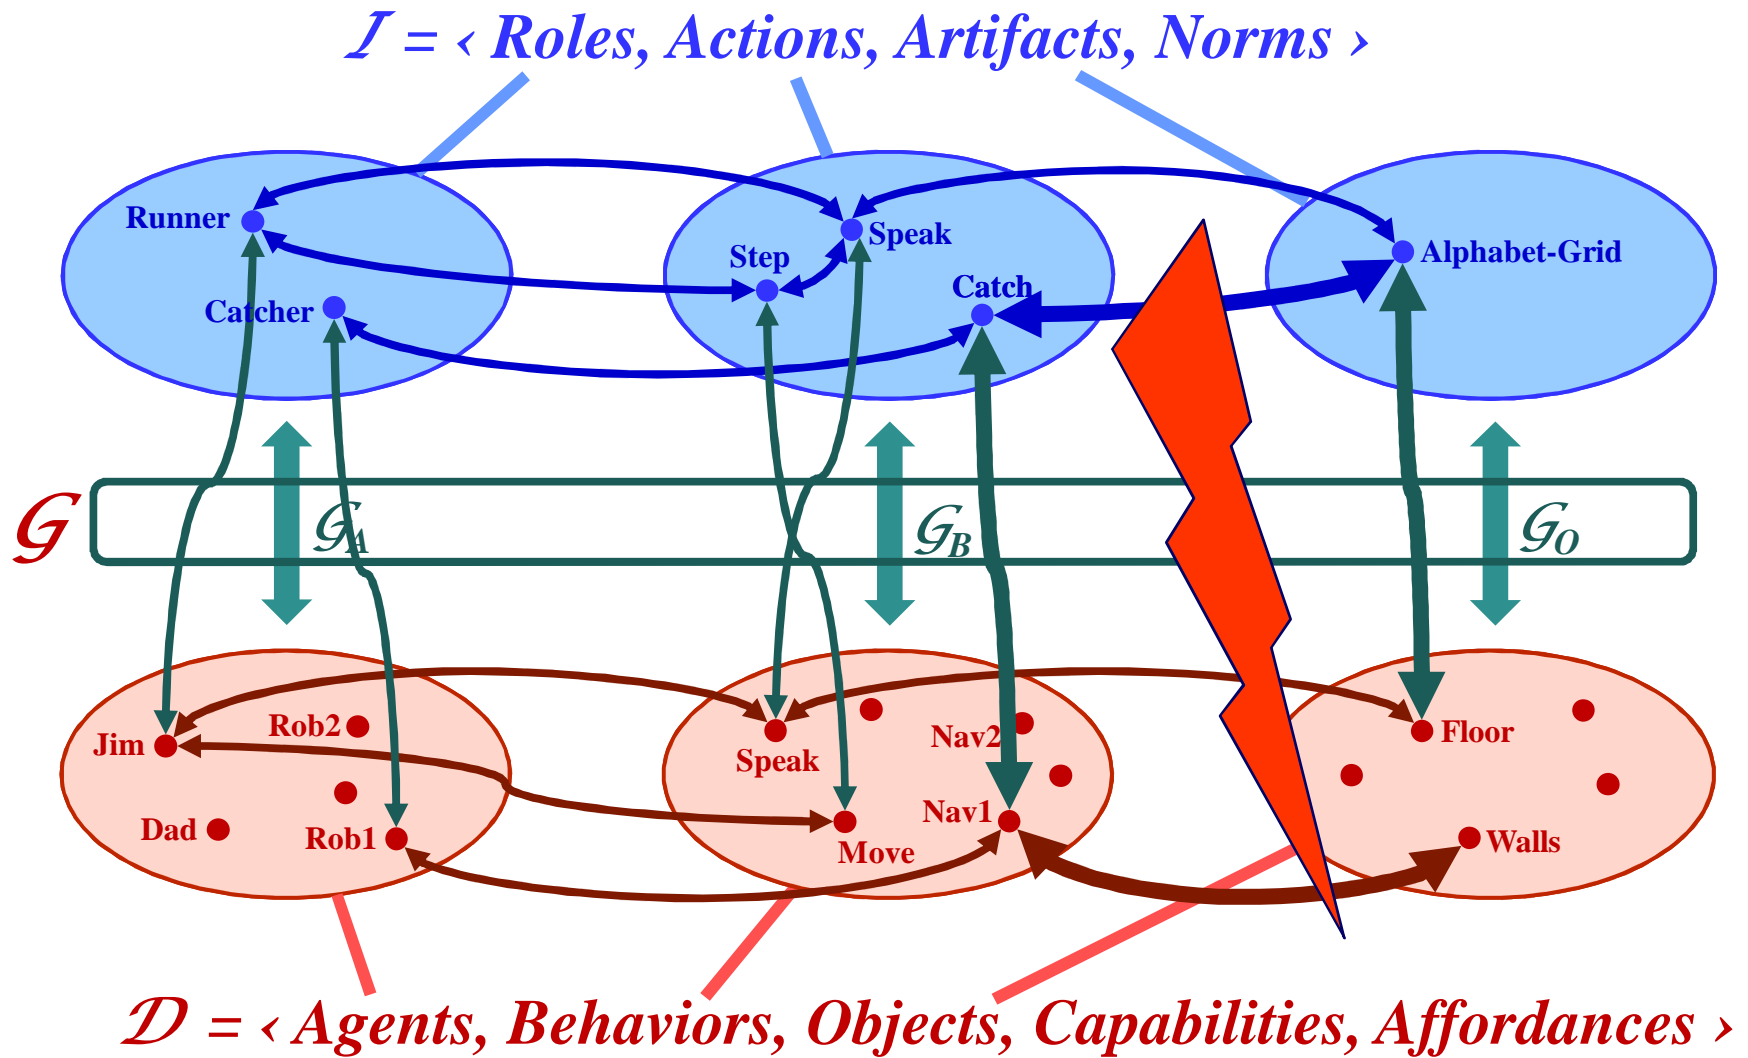 ℐ = ‹ Roles, Actions, Artifacts, Norms ›
Runner
Catcher
Step
Speak
Catch
Alphabet-Grid
𝒢
𝒢A
𝒢B
𝒢O
Jim
Rob2
Dad
Rob1
Speak
Nav2
Nav1
Move
Floor
Walls
𝒟 = ‹ Agents, Behaviors, Objects, Capabilities, Affordances ›